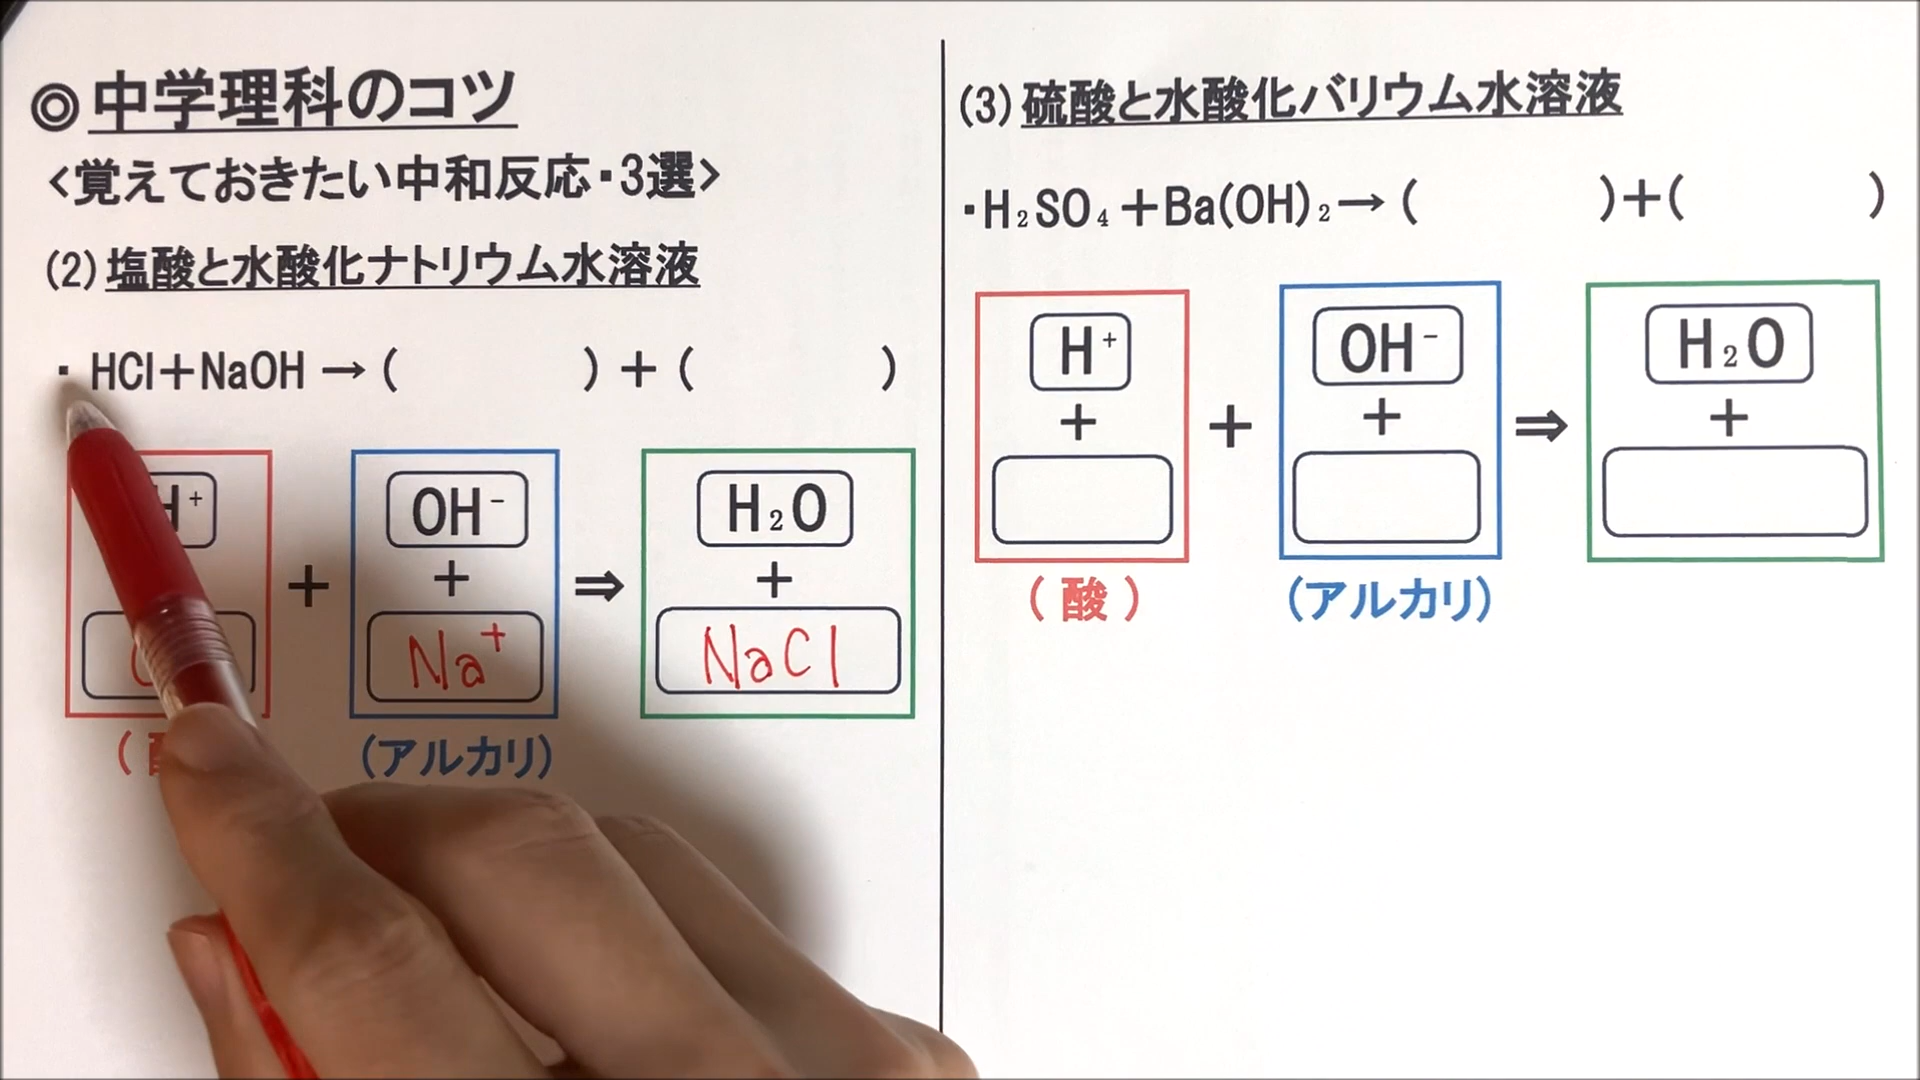 ◎中学理科のコツ
<覚えておきたい中和反応・3選>
(2)塩酸と水酸化ナトリウム水溶液
・HCl+NaOH→(　　　)+(　　　)
H⁺ + OH⁻ ⇒ H₂O
+ + +
Na⁺ NaCl
(アルカリ)
(3)硫酸と水酸化バリウム水溶液
・H₂SO₄+Ba(OH)₂→(　　　)+(　　　)
H⁺ + OH⁻ ⇒ H₂O
+ + +
(酸) (アルカリ)